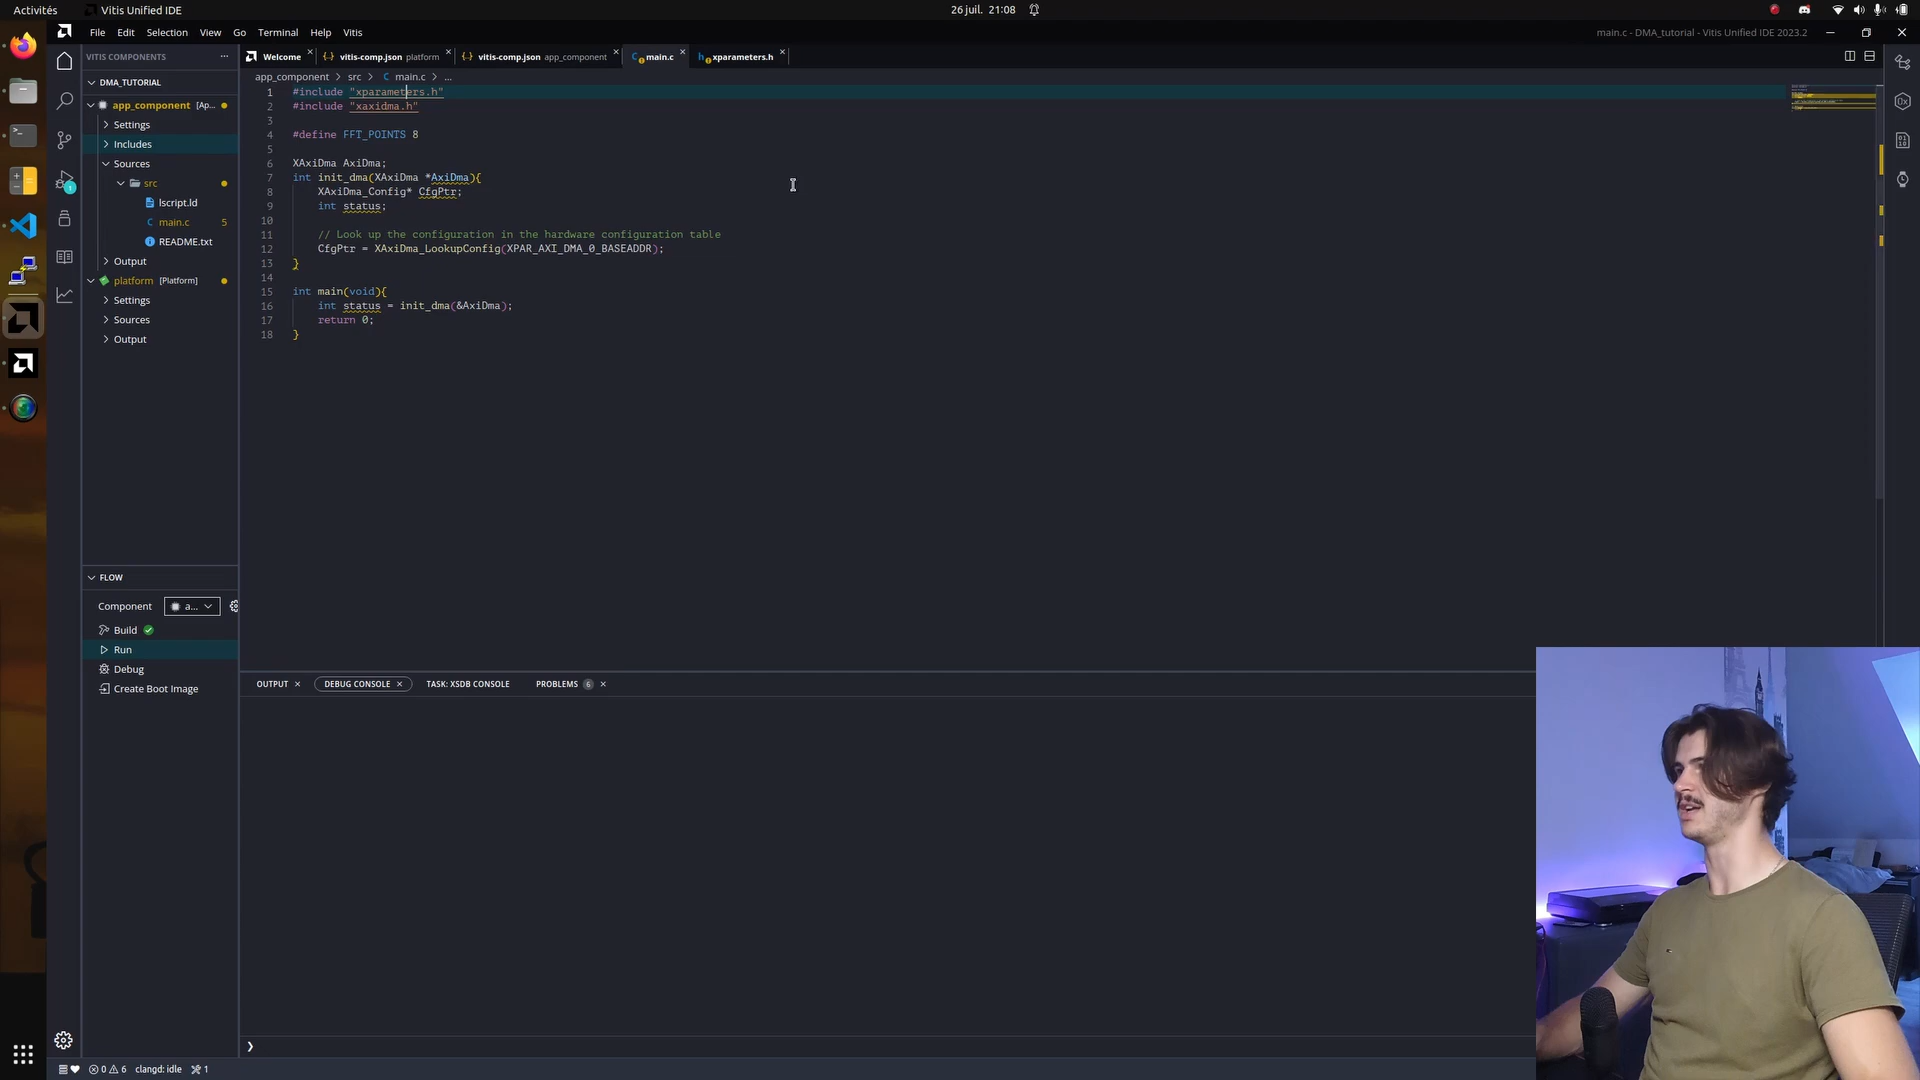 Activités
Vitis Unified IDE
26 juil. 21:08
File Edit Selection View Go Terminal Help Vitis
main.c - DMA_TUTORIAL - Vitis Unified IDE 2023.2
VITIS COMPONENTS
Welcome
vitis-comp.json platform
vitis-comp.json app_component
main.c
xparameters.h
DMA_TUTORIAL
app_component [Ap...
Settings
Includes
Sources
src
lscript.ld
main.c 5
README.txt
Output
platform [Platform]
Settings
Sources
Output
app_component > src > C main.c > ...
1 #include "xparameters.h"
2 #include "xaxidma.h"
3
4 #define FFT_POINTS 8
5
6 XAxiDma AxiDma;
7 int init_dma(XAxiDma *AxiDma){
8 XAxiDma_Config* CfgPtr;
9 int status;
10
11 // Look up the configuration in the hardware configuration table
12 CfgPtr = XAxiDma_LookupConfig(XPAR_AXI_DMA_0_BASEADDR);
13 }
14
15 int main(void){
16 int status = init_dma(&AxiDma);
17 return 0;
18 }
FLOW
Component a...
Build
Run
Debug
Create Boot Image
OUTPUT
DEBUG CONSOLE
TASK: XSDB CONSOLE
PROBLEMS 6
0 6 clangd: idle 1